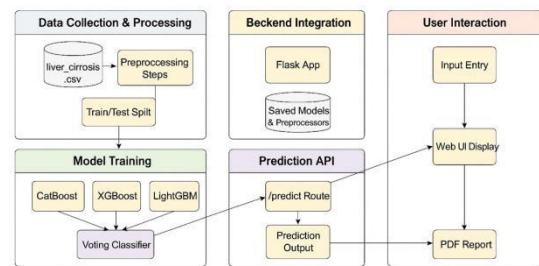 Data Collection & Processing
liver_cirrosis
.csv
Preproccessing
Steps
Train/Test Spilt
Model Training
CatBoost
XGBoost
LightGBM
Voting Classifier
Beckend Integration
Flask App
Saved Models
& Preprocessors
Prediction API
/predict Route
Prediction
Output
User Interaction
Input Entry
Web UI Display
PDF Report